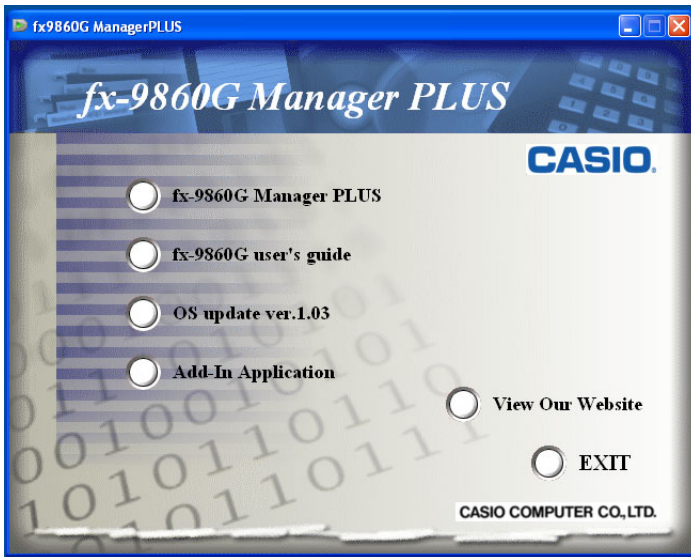 fx9860G ManagerPLUS
fx-9860G Manager PLUS
CASIO.
fx-9860G Manager PLUS
fx-9860G user's guide
OS update ver.1.03
Add-In Application
View Our Website
EXIT
CASIO COMPUTER CO., LTD.